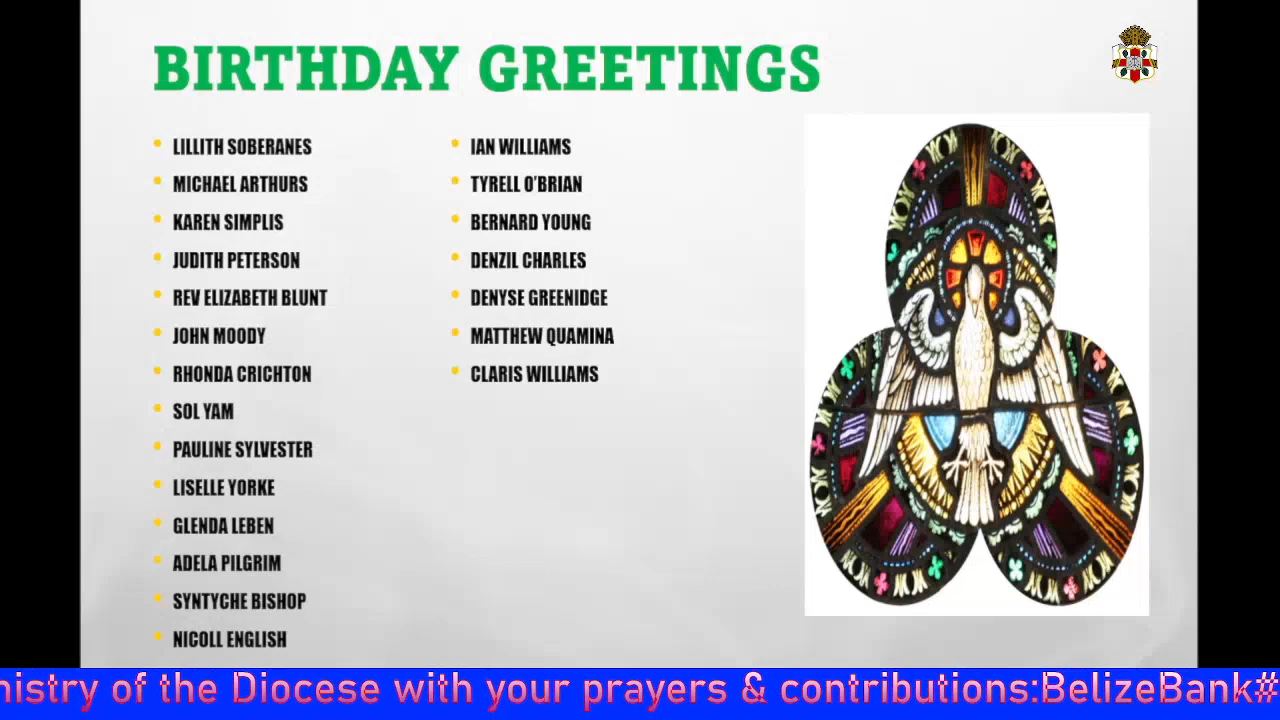 BIRTHDAY GREETINGS
LILLITH SOBERANES
MICHAEL ARTHURS
KAREN SIMPLIS
JUDITH PETERSON
REV ELIZABETH BLUNT
JOHN MOODY
RHONDA CRICHTON
SOL YAM
PAULINE SYLVESTER
LISELLE YORKE
GLENDA LEBEN
ADELA PILGRIM
SYNTYCHE BISHOP
NICOLL ENGLISH
IAN WILLIAMS
TYRELL O'BRIAN
BERNARD YOUNG
DENZIL CHARLES
DENYSE GREENIDGE
MATTHEW QUAMINA
CLARIS WILLIAMS
nistry of the Diocese with your prayers & contributions:BelizeBank#